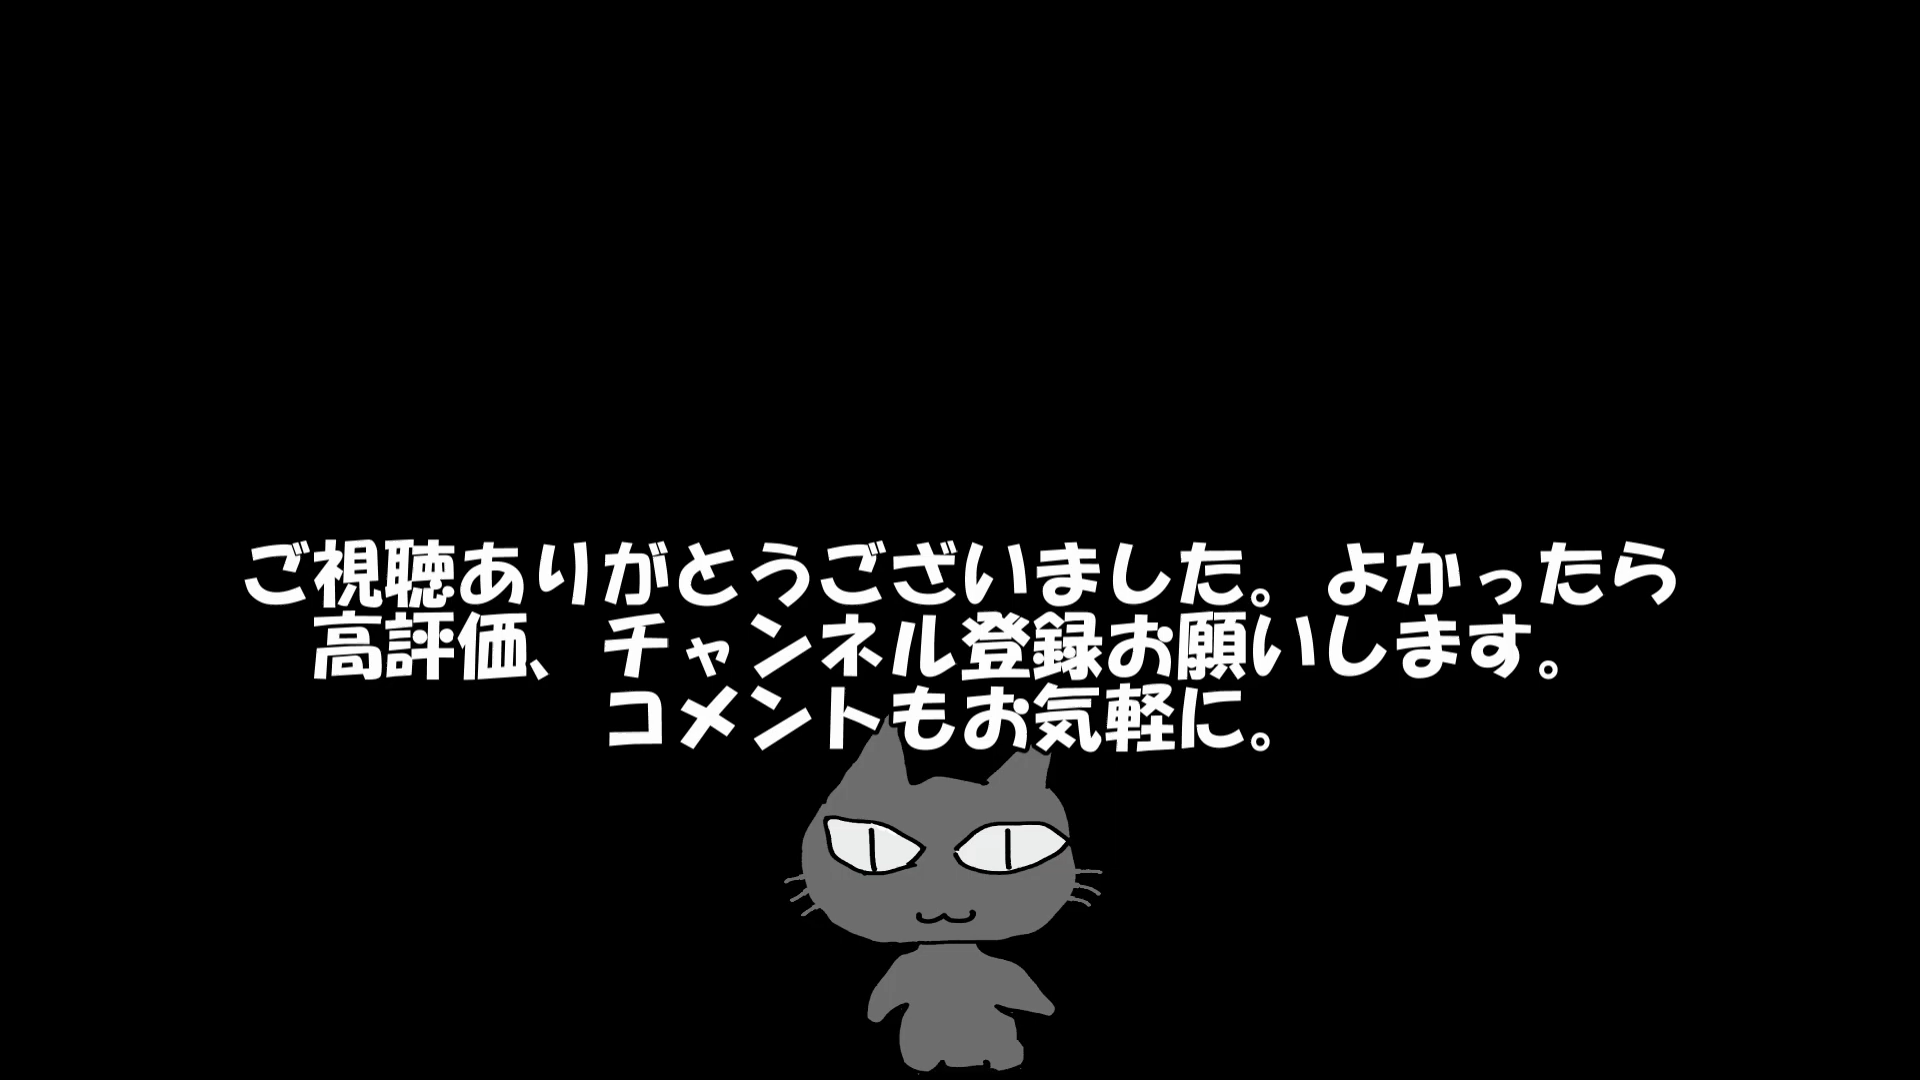 ご視聴ありがとうございました。よかったら
高評価、チャンネル登録お願いします。
コメントもお気軽に。